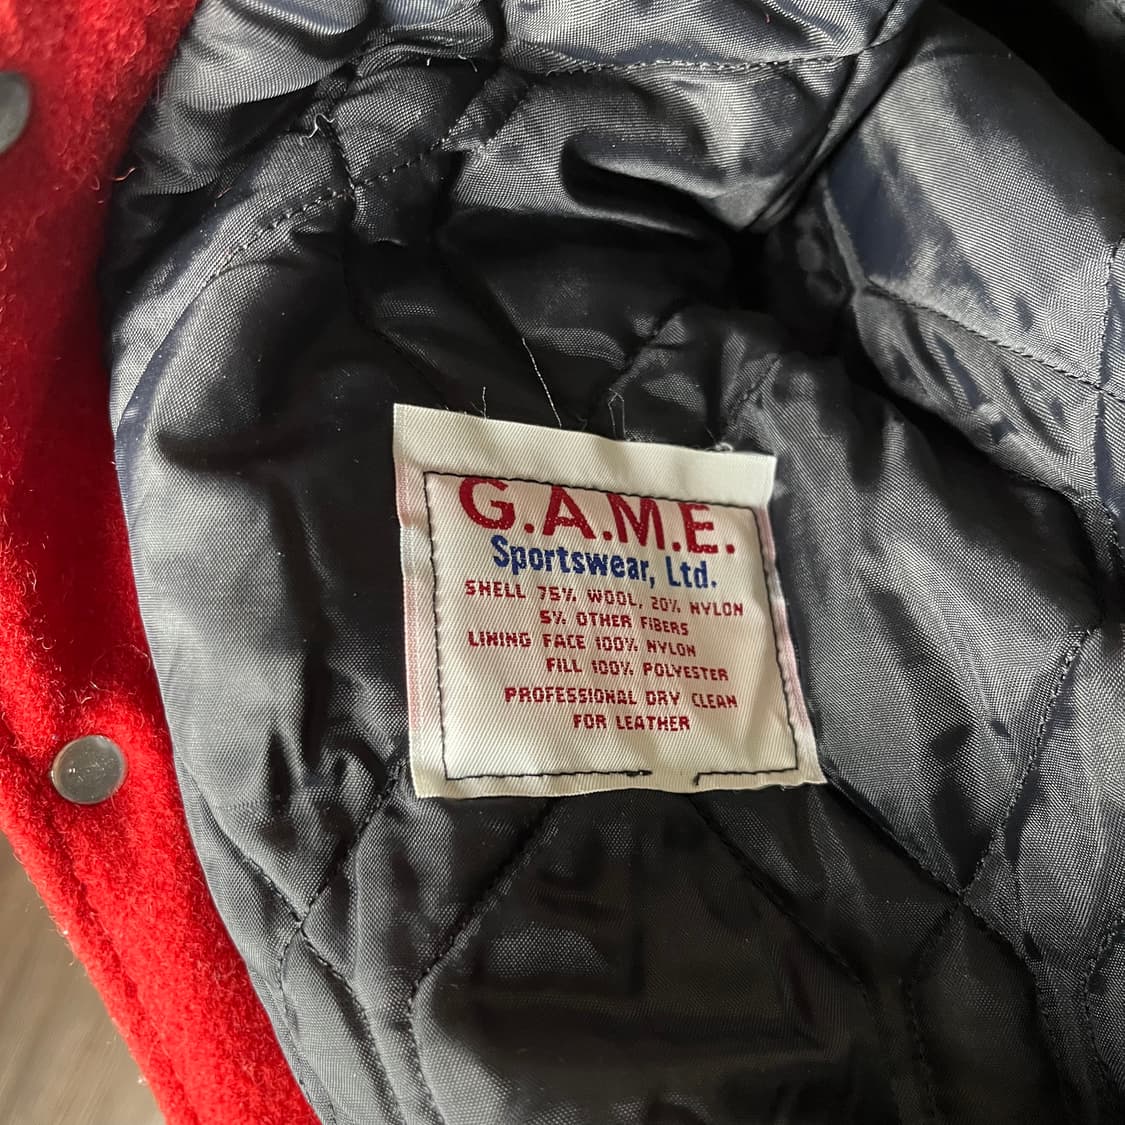 G.A.M.E.
Sportswear, Ltd.
SHELL 75% WOOL, 20% NYLON
5% OTHER FIBERS
LINING FACE 100% NYLON
FILL 100% POLYESTER
PROFESSIONAL DRY CLEAN
FOR LEATHER